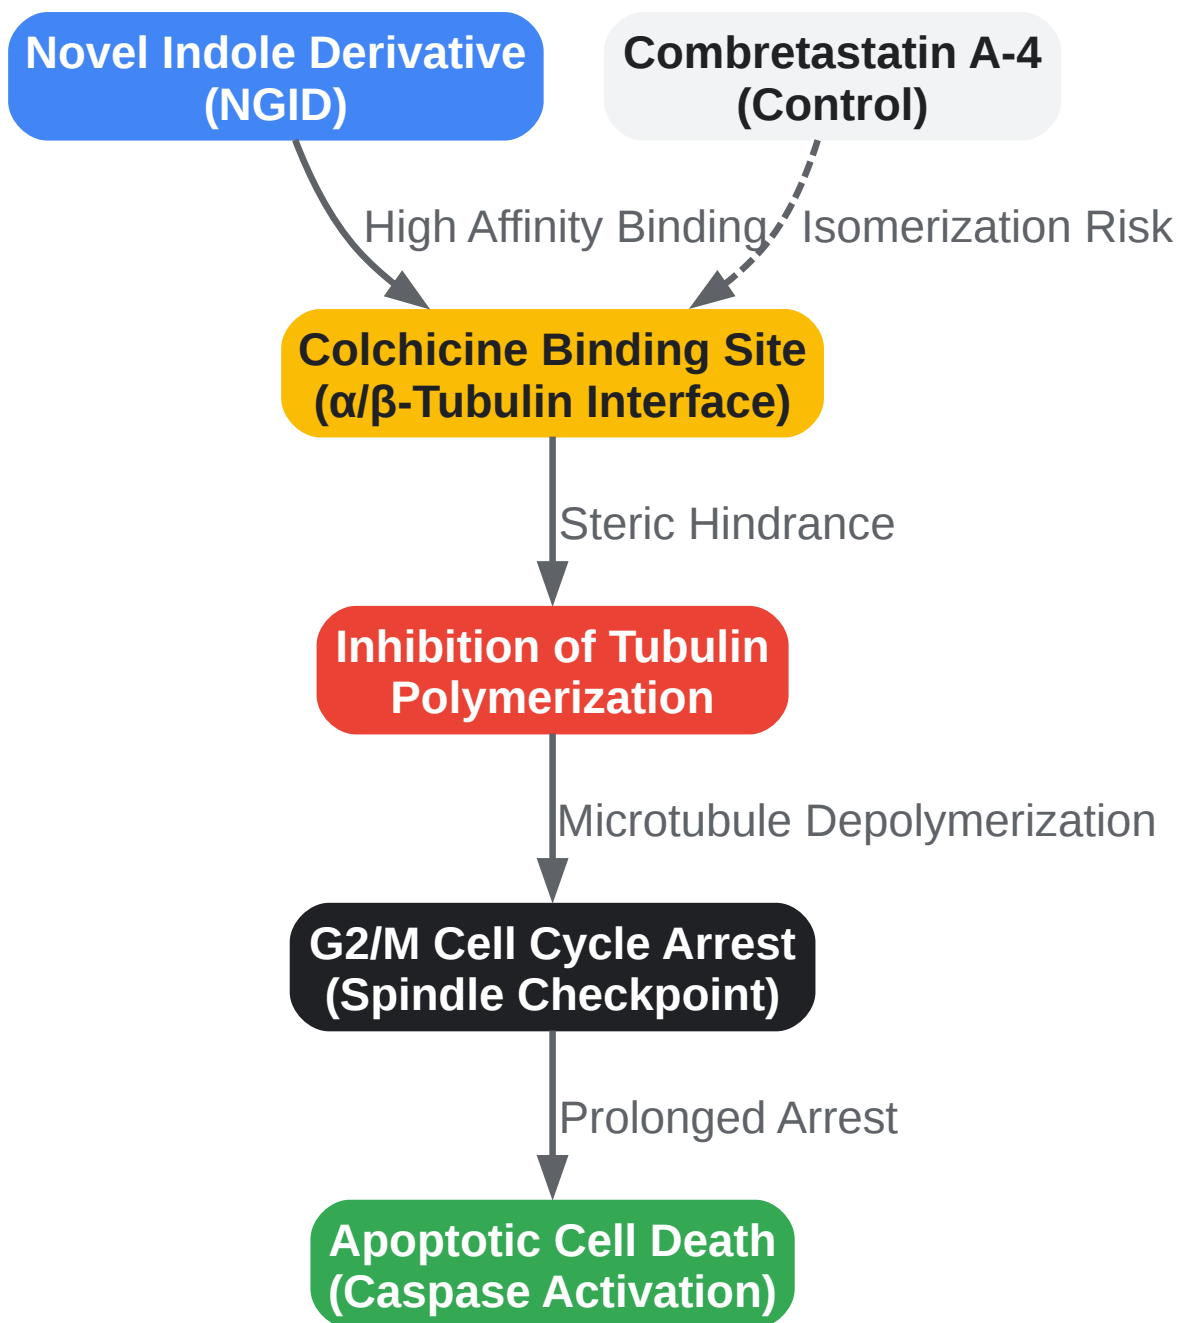 Novel Indole Derivative
(NGID)
Combretastatin A-4
(Control)
High Affinity Binding
Isomerization Risk
Colchicine Binding Site
(α/β-Tubulin Interface)
Steric Hindrance
Inhibition of Tubulin
Polymerization
Microtubule Depolymerization
G2/M Cell Cycle Arrest
(Spindle Checkpoint)
Prolonged Arrest
Apoptotic Cell Death
(Caspase Activation)